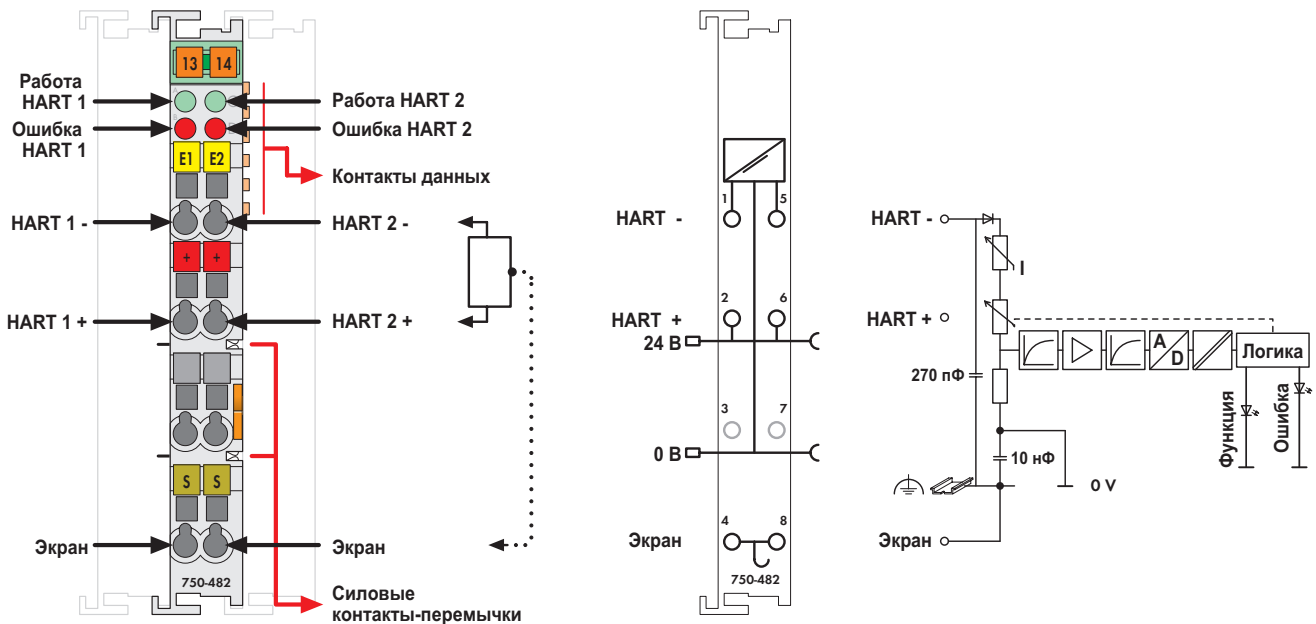 13 14
A
Работа
HART 1
Работа HART 2
Ошибка
HART 1
Ошибка HART 2
E1 E2
Контакты данных
HART 1 -
HART 2 -
+ +
HART 1 +
HART 2 +
S S
Экран
Экран
750-482
Силовые
контакты-перемычки
1 5
HART -
2 6
HART +
24 В
3 7
0 В
4 8
Экран
750-482
HART -
I
HART +
A
D
Логика
270 пФ
Функция
Ошибка
10 нФ
0 V
Экран